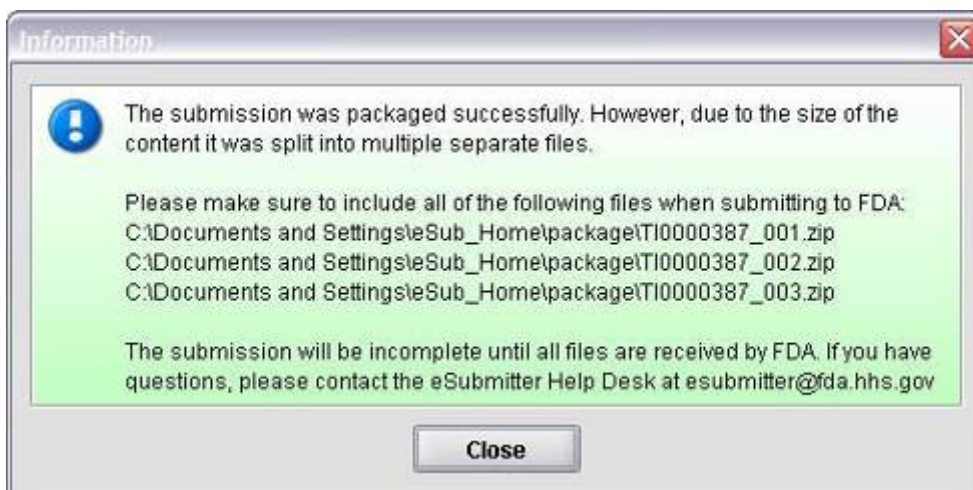 Information
The submission was packaged successfully. However, due to the size of the
content it was split into multiple separate files.
Please make sure to include all of the following files when submitting to FDA:
C:\Documents and Settings\eSub_Home\package\TI0000387_001.zip
C:\Documents and Settings\eSub_Home\package\TI0000387_002.zip
C:\Documents and Settings\eSub_Home\package\TI0000387_003.zip
The submission will be incomplete until all files are received by FDA. If you have
questions, please contact the eSubmitter Help Desk at esubmitter@fda.hhs.gov
Close